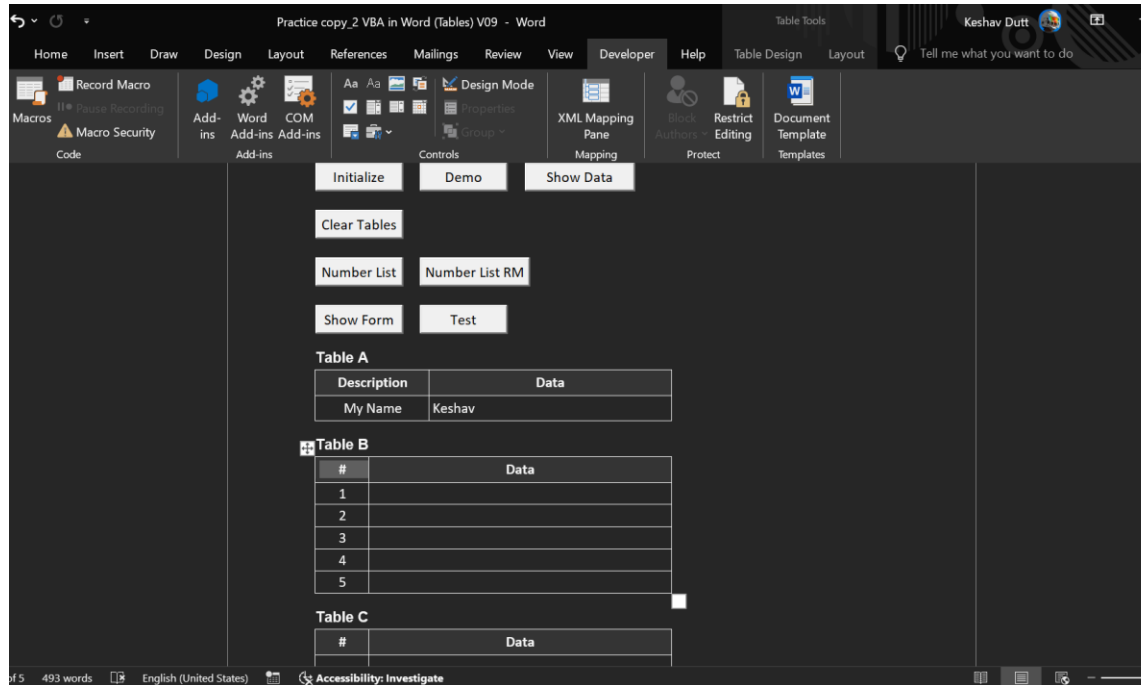 Practice copy_2 VBA in Word (Tables) V09 - Word
Table Tools
Keshav Dutt
Home Insert Draw Design Layout References Mailings Review View Developer Help Table Design Layout Tell me what you want to do
Macros
Record Macro
Pause Recording
Macro Security
Code
Add-ins
Word Add-ins
COM Add-ins
Add-ins
Aa Aa
Design Mode
Properties
Group
Controls
XML Mapping Pane
Mapping
Block Authors
Restrict Editing
Protect
Document Template
Templates
Initialize Demo Show Data
Clear Tables
Number List Number List RM
Show Form Test
Table A
Description Data
My Name Keshav
Table B
# Data
1
2
3
4
5
Table C
# Data
of 5 493 words English (United States) Accessibility: Investigate